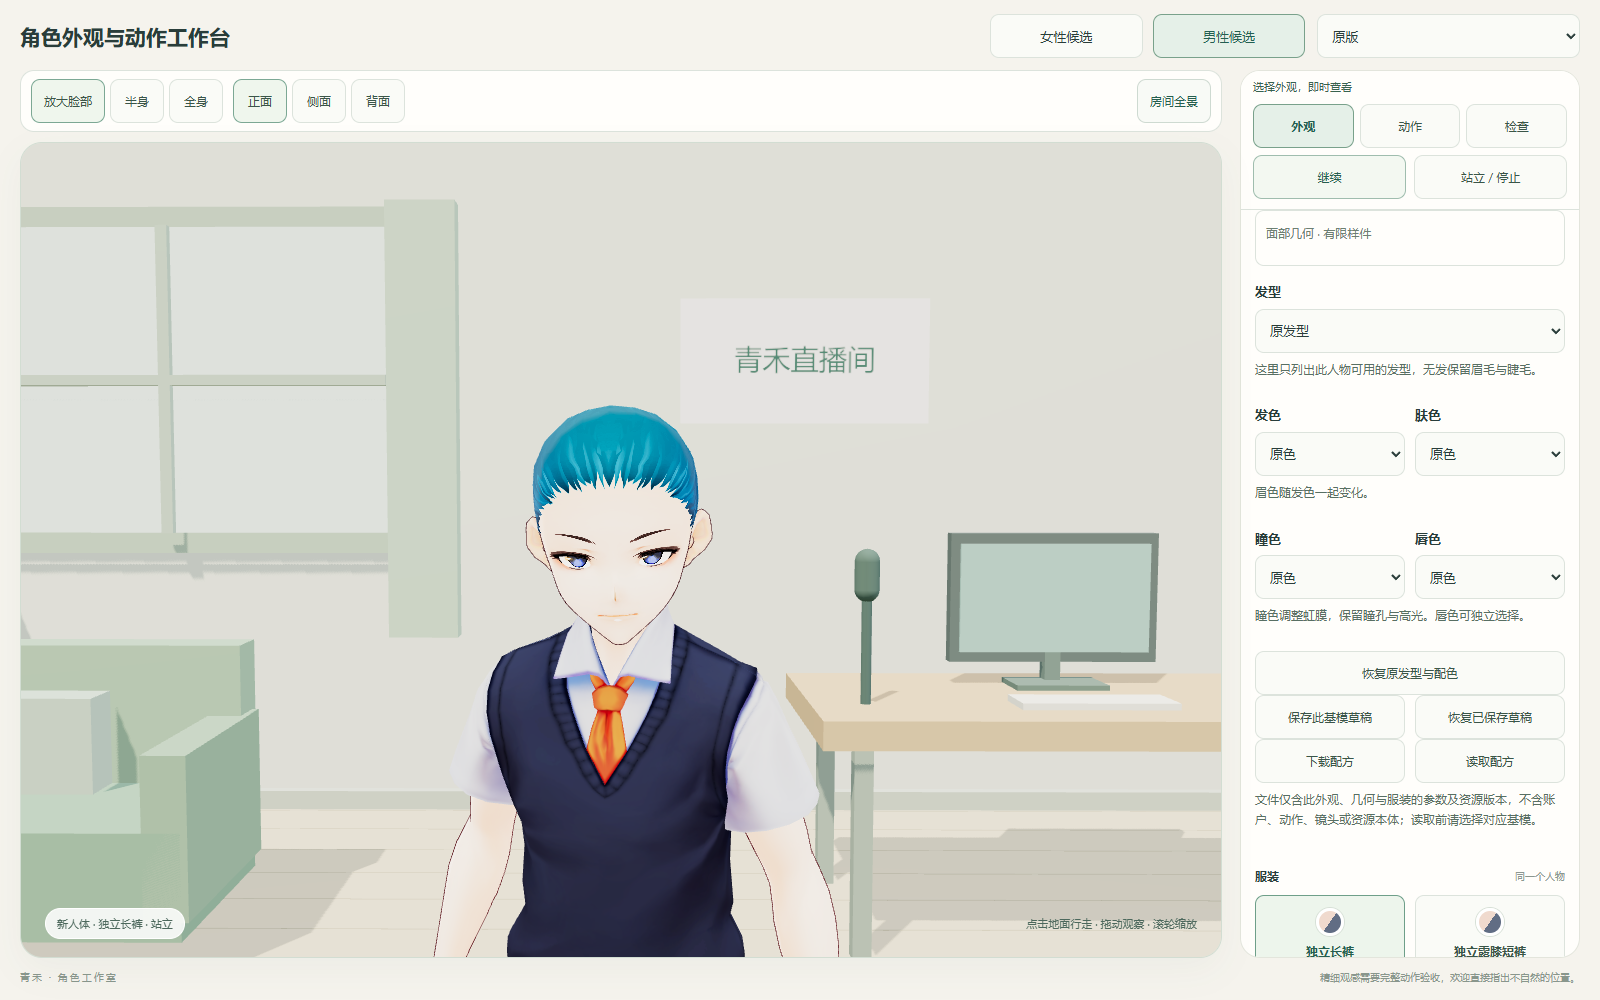 角色外观与动作工作台
女性候选
男性候选
原版
放大脸部
半身
全身
正面
侧面
背面
房间全景
选择外观，即时查看
外观
动作
检查
继续
站立 / 停止
面部几何 · 有限样件
发型
原发型
这里只列出此人物可用的发型，无发保留眉毛与睫毛。
发色
肤色
原色
原色
眉色随发色一起变化。
瞳色
唇色
原色
原色
瞳色调整虹膜，保留瞳孔与高光。唇色可独立选择。
恢复原发型与配色
保存此基模草稿
恢复已保存草稿
下载配方
读取配方
文件仅含此外观、几何与服装的参数及资源版本，不含账
户、动作、镜头或资源本体；读取前请选择对应基模。
服装
同一个人物
独立长裤
独立露膝短裤
青禾直播间
新人体 · 独立长裤 · 站立
点击地面行走 · 拖动观察 · 滚轮缩放
青禾 · 角色工作室
精细观感需要完整动作验收，欢迎直接指出不自然的位置。